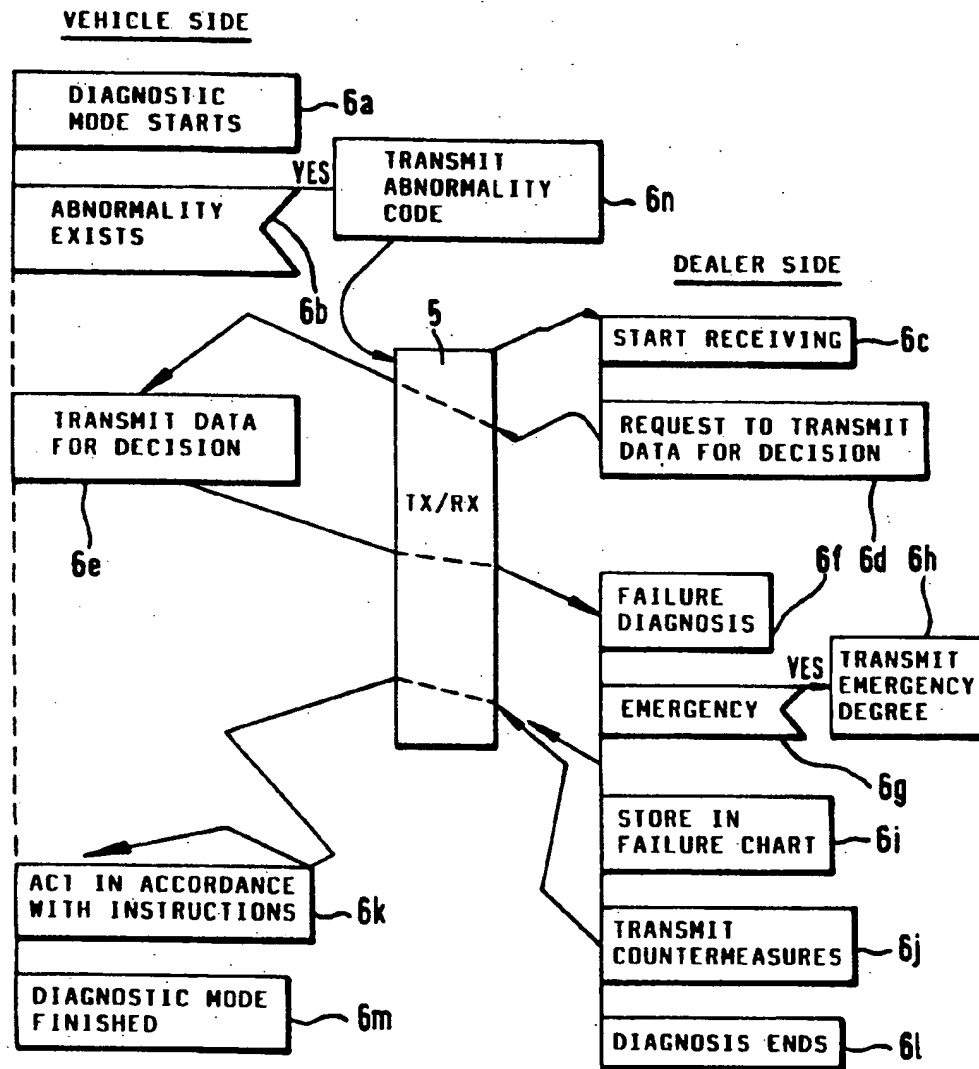 VEHICLE SIDE
DIAGNOSTIC
MODE STARTS
6a
YES
TRANSMIT
ABNORMALITY
CODE
6n
ABNORMALITY
EXISTS
6b
DEALER SIDE
5
START RECEIVING
6c
TRANSMIT DATA
FOR DECISION
6e
REQUEST TO TRANSMIT
DATA FOR DECISION
6d
TX/RX
6f
FAILURE
DIAGNOSIS
6h
YES
TRANSMIT
EMERGENCY
DEGREE
EMERGENCY
6g
STORE IN
FAILURE CHART
6i
ACT IN ACCORDANCE
WITH INSTRUCTIONS
6k
TRANSMIT
COUNTERMEASURES
6j
DIAGNOSTIC MODE
FINISHED
6m
DIAGNOSIS ENDS
6l